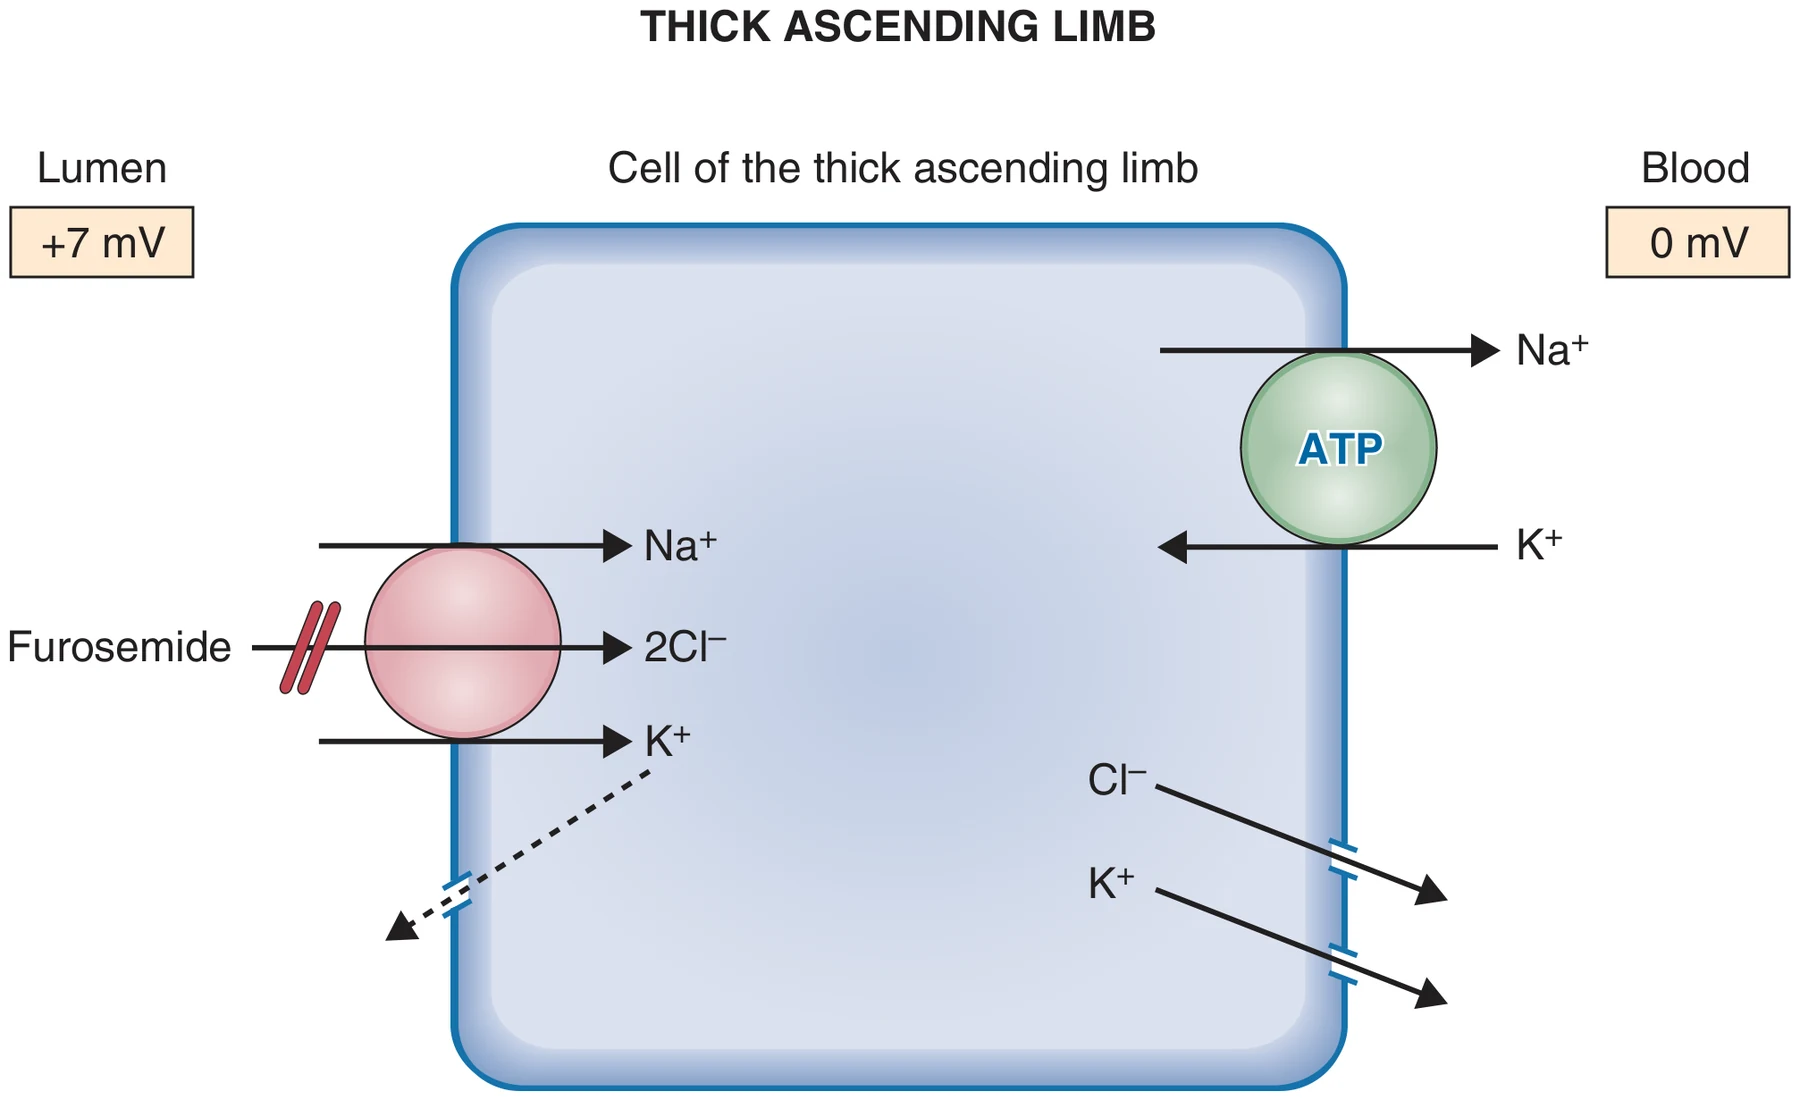 THICK ASCENDING LIMB
Lumen
Cell of the thick ascending limb
Blood
+7 mV
0 mV
Na⁺
ATP
K⁺
Na⁺
Furosemide
2Cl⁻
K⁺
Cl⁻
K⁺